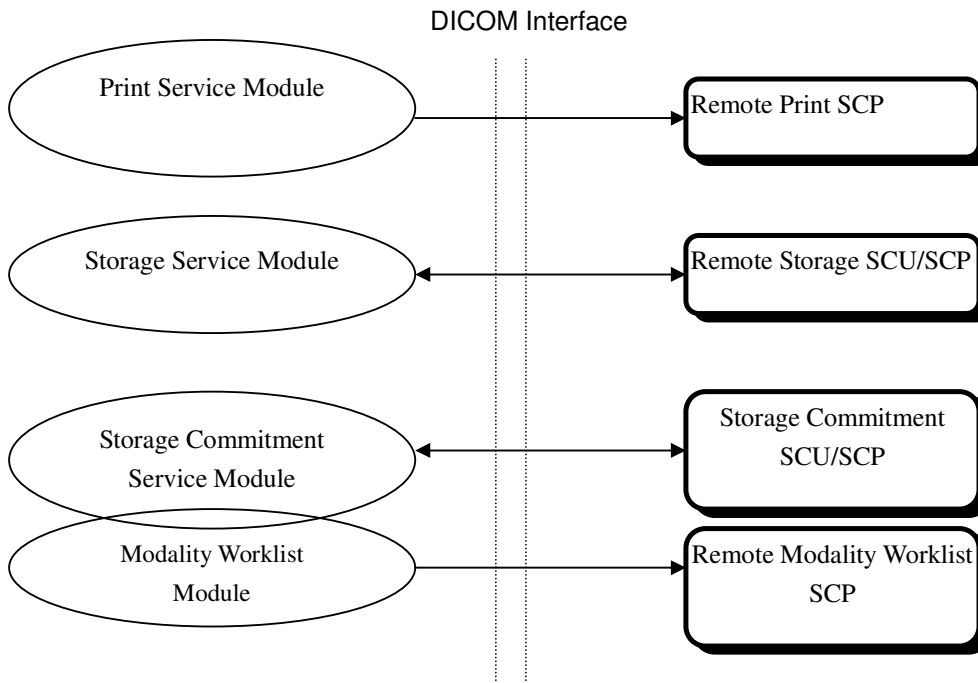 DICOM Interface
Print Service Module
Remote Print SCP
Storage Service Module
Remote Storage SCU/SCP
Storage Commitment
Service Module
Storage Commitment
SCU/SCP
Modality Worklist
Module
Remote Modality Worklist
SCP